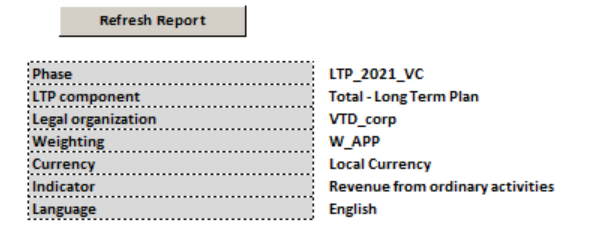 Refresh Report
Phase LTP_2021_VC
LTP component Total - Long Term Plan
Legal organization VTD_corp
Weighting W_APP
Currency Local Currency
Indicator Revenue from ordinary activities
Language English